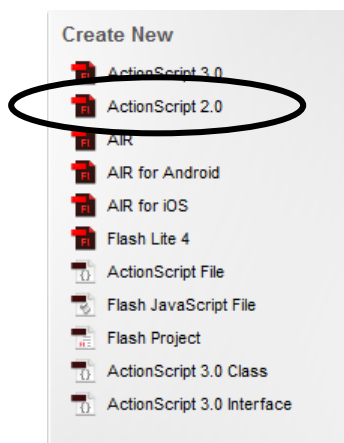 Create New
ActionScript 3.0
ActionScript 2.0
AIR
AIR for Android
AIR for iOS
Flash Lite 4
ActionScript File
Flash JavaScript File
Flash Project
ActionScript 3.0 Class
ActionScript 3.0 Interface